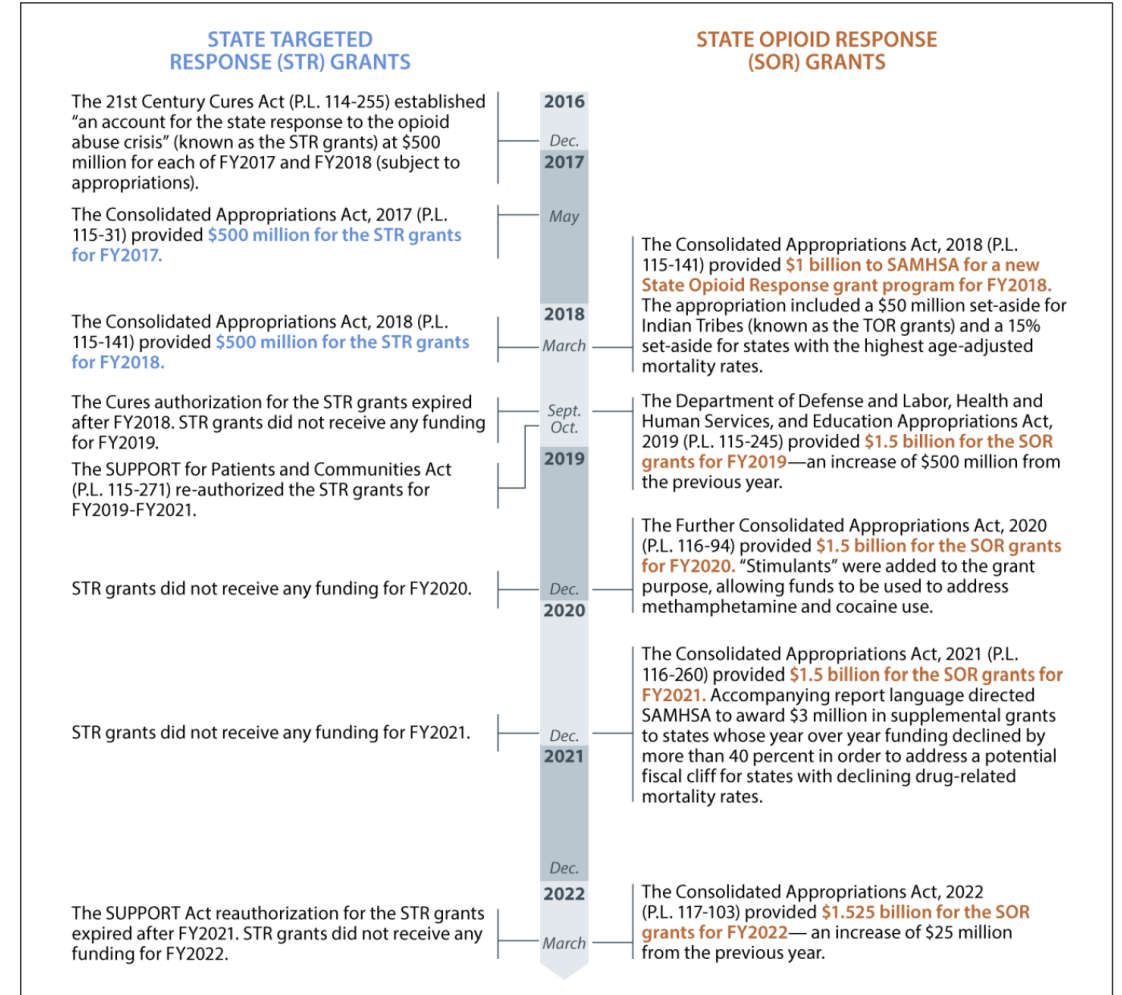 STATE TARGETED
RESPONSE (STR) GRANTS
STATE OPIOID RESPONSE
(SOR) GRANTS
The 21st Century Cures Act (P.L. 114-255) established
“an account for the state response to the opioid
abuse crisis” (known as the STR grants) at $500
million for each of FY2017 and FY2018 (subject to
appropriations).
2016
Dec.
2017
The Consolidated Appropriations Act, 2017 (P.L.
115-31) provided $500 million for the STR grants
for FY2017.
May
The Consolidated Appropriations Act, 2018 (P.L.
115-141) provided $1 billion to SAMHSA for a new
State Opioid Response grant program for FY2018.
The appropriation included a $50 million set-aside for
Indian Tribes (known as the TOR grants) and a 15%
set-aside for states with the highest age-adjusted
mortality rates.
The Consolidated Appropriations Act, 2018 (P.L.
115-141) provided $500 million for the STR grants
for FY2018.
2018
March
The Cures authorization for the STR grants expired
after FY2018. STR grants did not receive any funding
for FY2019.
Sept.
Oct.
The Department of Defense and Labor, Health and
Human Services, and Education Appropriations Act,
2019 (P.L. 115-245) provided $1.5 billion for the SOR
grants for FY2019—an increase of $500 million from
the previous year.
2019
The SUPPORT for Patients and Communities Act
(P.L. 115-271) re-authorized the STR grants for
FY2019-FY2021.
The Further Consolidated Appropriations Act, 2020
(P.L. 116-94) provided $1.5 billion for the SOR grants
for FY2020. “Stimulants” were added to the grant
purpose, allowing funds to be used to address
methamphetamine and cocaine use.
STR grants did not receive any funding for FY2020.
Dec.
2020
The Consolidated Appropriations Act, 2021 (P.L.
116-260) provided $1.5 billion for the SOR grants for
FY2021. Accompanying report language directed
SAMHSA to award $3 million in supplemental grants
to states whose year over year funding declined by
more than 40 percent in order to address a potential
fiscal cliff for states with declining drug-related
mortality rates.
STR grants did not receive any funding for FY2021.
Dec.
2021
Dec.
2022
The SUPPORT Act reauthorization for the STR grants
expired after FY2021. STR grants did not receive any
funding for FY2022.
March
The Consolidated Appropriations Act, 2022
(P.L. 117-103) provided $1.525 billion for the SOR
grants for FY2022— an increase of $25 million
from the previous year.